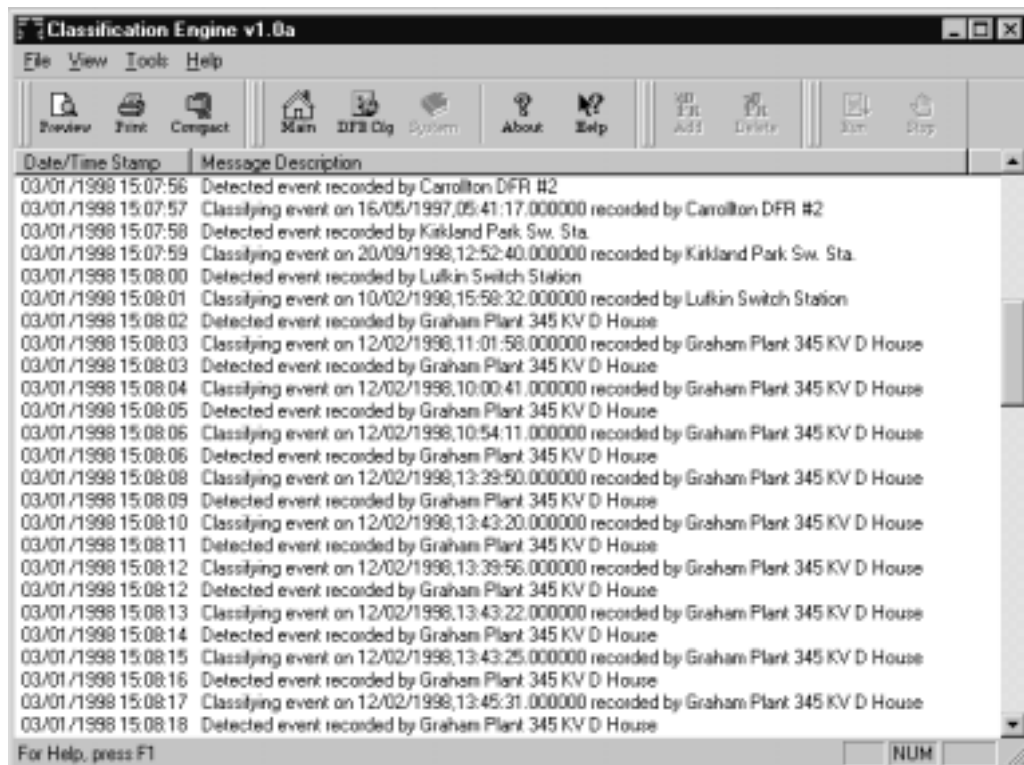 Classification Engine v1.0a
File View Tools Help
Preview Print Compact Main DFR Cfg System About Help Add Delete Run Stop
Date/Time Stamp Message Description
03/01/1998 15:07:56 Detected event recorded by Carrollton DFR #2
03/01/1998 15:07:57 Classifying event on 16/05/1997,05:41:17.000000 recorded by Carrollton DFR #2
03/01/1998 15:07:58 Detected event recorded by Kirkland Park Sw. Sta.
03/01/1998 15:07:59 Classifying event on 20/09/1998,12:52:40.000000 recorded by Kirkland Park Sw. Sta.
03/01/1998 15:08:00 Detected event recorded by Lufkin Switch Station
03/01/1998 15:08:01 Classifying event on 10/02/1998,15:58:32.000000 recorded by Lufkin Switch Station
03/01/1998 15:08:02 Detected event recorded by Graham Plant 345 KV D House
03/01/1998 15:08:03 Classifying event on 12/02/1998,11:01:58.000000 recorded by Graham Plant 345 KV D House
03/01/1998 15:08:03 Detected event recorded by Graham Plant 345 KV D House
03/01/1998 15:08:04 Classifying event on 12/02/1998,10:00:41.000000 recorded by Graham Plant 345 KV D House
03/01/1998 15:08:05 Detected event recorded by Graham Plant 345 KV D House
03/01/1998 15:08:06 Classifying event on 12/02/1998,10:54:11.000000 recorded by Graham Plant 345 KV D House
03/01/1998 15:08:06 Detected event recorded by Graham Plant 345 KV D House
03/01/1998 15:08:08 Classifying event on 12/02/1998,13:39:50.000000 recorded by Graham Plant 345 KV D House
03/01/1998 15:08:09 Detected event recorded by Graham Plant 345 KV D House
03/01/1998 15:08:10 Classifying event on 12/02/1998,13:43:20.000000 recorded by Graham Plant 345 KV D House
03/01/1998 15:08:11 Detected event recorded by Graham Plant 345 KV D House
03/01/1998 15:08:12 Classifying event on 12/02/1998,13:39:56.000000 recorded by Graham Plant 345 KV D House
03/01/1998 15:08:12 Detected event recorded by Graham Plant 345 KV D House
03/01/1998 15:08:13 Classifying event on 12/02/1998,13:43:22.000000 recorded by Graham Plant 345 KV D House
03/01/1998 15:08:14 Detected event recorded by Graham Plant 345 KV D House
03/01/1998 15:08:15 Classifying event on 12/02/1998,13:43:25.000000 recorded by Graham Plant 345 KV D House
03/01/1998 15:08:16 Detected event recorded by Graham Plant 345 KV D House
03/01/1998 15:08:17 Classifying event on 12/02/1998,13:45:31.000000 recorded by Graham Plant 345 KV D House
03/01/1998 15:08:18 Detected event recorded by Graham Plant 345 KV D House
For Help, press F1 NUM